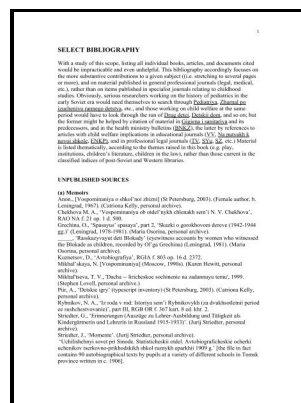 1
SELECT BIBLIOGRAPHY
With a study of this scope, listing all individual books, articles, and documents cited
would be impracticable and even unhelpful. This bibliography accordingly focuses on
the more substantive contributions to a given subject ((i.e. stretching to several pages
or more), and on material published in general professional journals (legal, medical,
etc.), rather than on items published in specialist journals relating to childhood
studies. Obviously, serious researchers working on the history of pediatrics in the
early Soviet era would need to searches through Pediatriya, Zhurnal po
izucheniyu rannego detstva, etc., and those working on child welfare at the same
period would have to look through the run of Drug detei, Detskii dom, and so on; but
the former might be helped by citation of material in Gigiena i sanitariya and its
predecessors, and in the health ministry bulletins (BNKZ), the latter by references to
articles with child welfare implications in educational journals (VV, Na putyakh k
novoi shkole, ENKP), and in professional legal journals (TV, SYu, SZ, etc.) Material
is listed thematically, according to the themes raised in this book (e.g. play,
institutions, children's literature, children in the law), rather than those current in the
classified indices of post-Soviet and Western libraries.
UNPUBLISHED SOURCES
(a) Memoirs
Anon., [Vospominaniya o shkol'noi zhizni] (St Petersburg, 2003). (Female author, b.
Leningrad, 1967). (Catriona Kelly, personal archive).
Chekhova M. A., 'Vospominaniya ob otdel'nykh chlenakh sem'i N. V. Chekhova',
RAO NA f. 21 op. 1 d. 500.
Grechina, O., 'Spasayus' spasaya', part 2, 'Skazki o gorokhovom dereve (1942-1944
gg.)' (Leningrad, 1978-1981). (Maria Osorina, personal archive).
___, 'Rasskazyvayut deti Blokady' (eyewitness accounts by women who witnessed
the Blokade as children, recorded by Ol'ga Grechina) (Leningrad, 1981). (Maria
Osorina, personal archive).
Kuznetsov, D., 'Avtobiografiya', RGIA f. 803 op. 16 d. 2372.
Mikhal'skaya, N. [Vospominaniya] (Moscow, 1990s). (Karen Hewitt, personal
archive).
Mikhal'tseva, T. V., 'Dacha – liricheskoe sochinenie na zadannuyu temu', 1999.
(Stephen Lovell, personal archive.)
Piir, A., 'Detskie igry' (typescript inventory) (St Petersburg, 2003). (Catriona Kelly,
personal archive).
Rybnikov, N. A., 'Iz roda v rod: Istoriya sem'i Rybnikovykh (za dvukhsotletnii period
ee sushchestvovaniya)', part III, RGB OR f. 367 kart. 8 ed. khr. 2.
Striedter, G., 'Erinnerungen (Auszüge zu Lehrer-Ausbildung und Tätigkeit als
Kindergärtnerin und Lehrerin in Russland 1915-1933)'. (Jurij Striedter, personal
archive).
Striedter, J., 'Momente'. (Jurij Striedter, personal archive).
'Uchilishchnyi sovet pri Sinode. Statisticheskii otdel. Avtobiograficheskie ocherki
uchenikov tserkovno-prikhodskikh shkol raznykh eparkhii 1909 g.' [the file in fact
contains 90 autobiographical texts by pupils at a variety of different schools in Tomsk
province written in c. 1906].